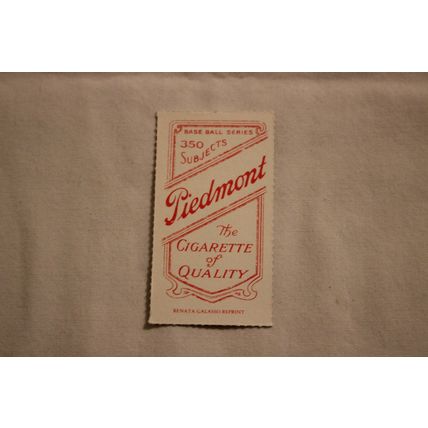 BASE BALL SERIES
350
SUBJECTS
Piedmont
The
CIGARETTE
of
QUALITY
RENATA GALASSO REPRINT